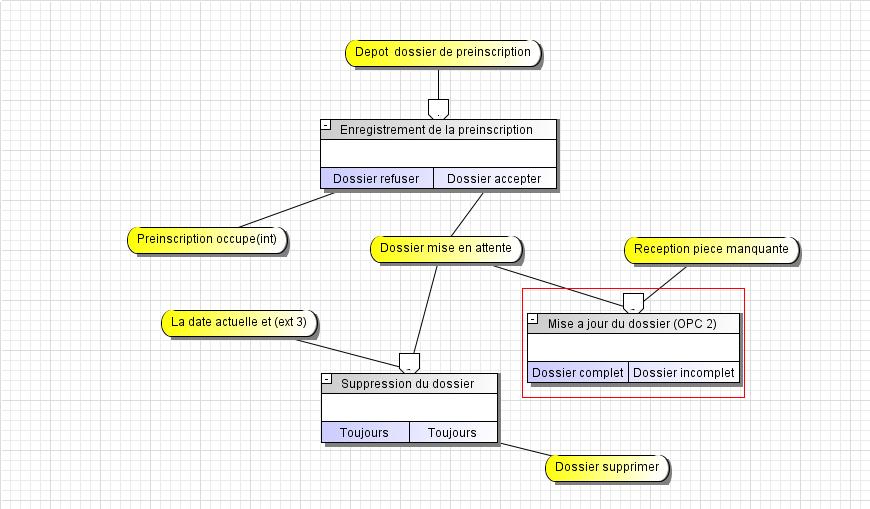 Depot dossier de preinscription
Enregistrement de la preinscription
Dossier refuser
Dossier accepter
Preinscription occupe(int)
Dossier mise en attente
Reception piece manquante
La date actuelle et (ext 3)
Mise a jour du dossier (OPC 2)
Dossier complet
Dossier incomplet
Suppression du dossier
Toujours
Toujours
Dossier supprimer